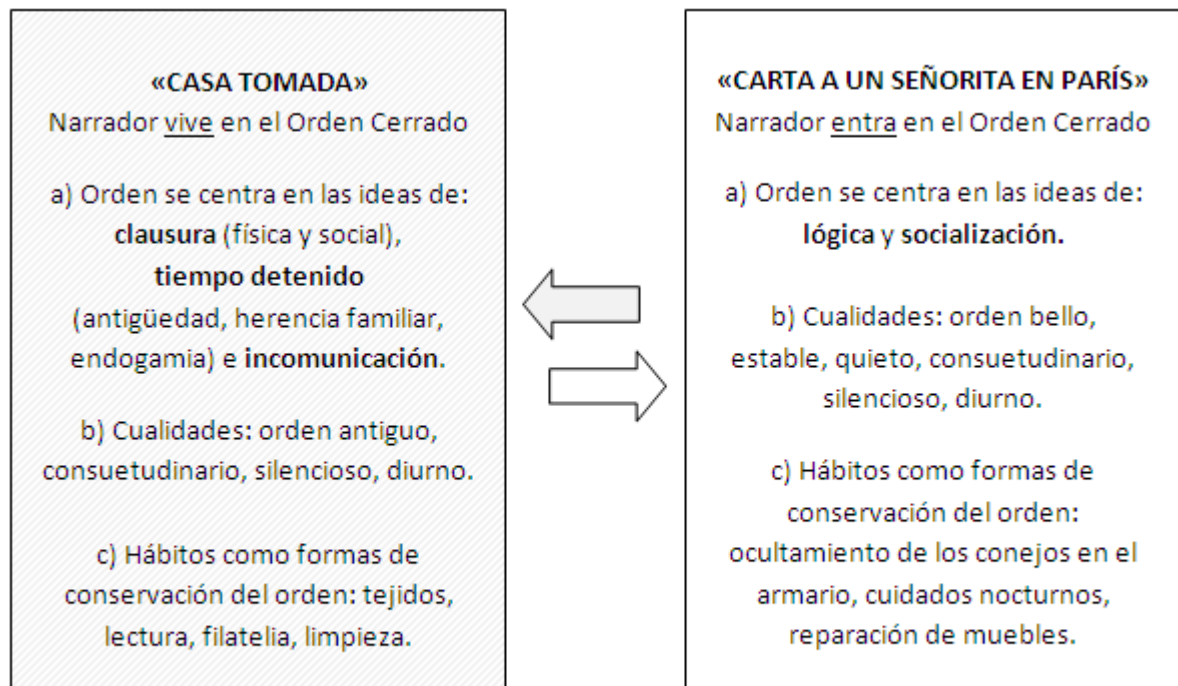 «CASA TOMADA»
Narrador vive en el Orden Cerrado
a) Orden se centra en las ideas de:
clausura (física y social),
tiempo detenido
(antigüedad, herencia familiar,
endogamia) e incomunicación.
b) Cualidades: orden antiguo,
consuetudinario, silencioso, diurno.
c) Hábitos como formas de
conservación del orden: tejidos,
lectura, filatelia, limpieza.
«CARTA A UN SEÑORITA EN PARÍS»
Narrador entra en el Orden Cerrado
a) Orden se centra en las ideas de:
lógica y socialización.
b) Cualidades: orden bello,
estable, quieto, consuetudinario,
silencioso, diurno.
c) Hábitos como formas de
conservación del orden:
ocultamiento de los conejos en el
armario, cuidados nocturnos,
reparación de muebles.